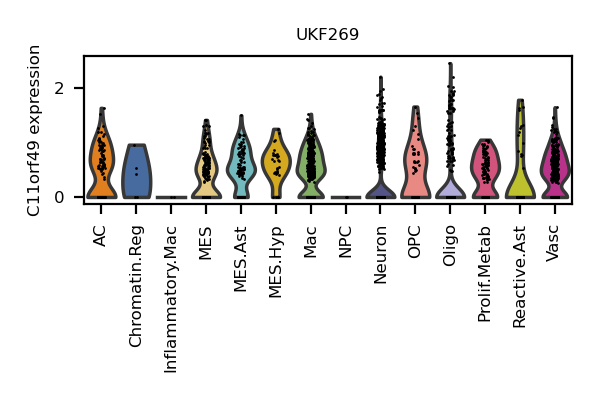 UKF269
C11orf49 expression
2
0
AC
Chromatin.Reg
Inflammatory.Mac
MES
MES.Ast
MES.Hyp
Mac
NPC
Neuron
OPC
Oligo
Prolif.Metab
Reactive.Ast
Vasc